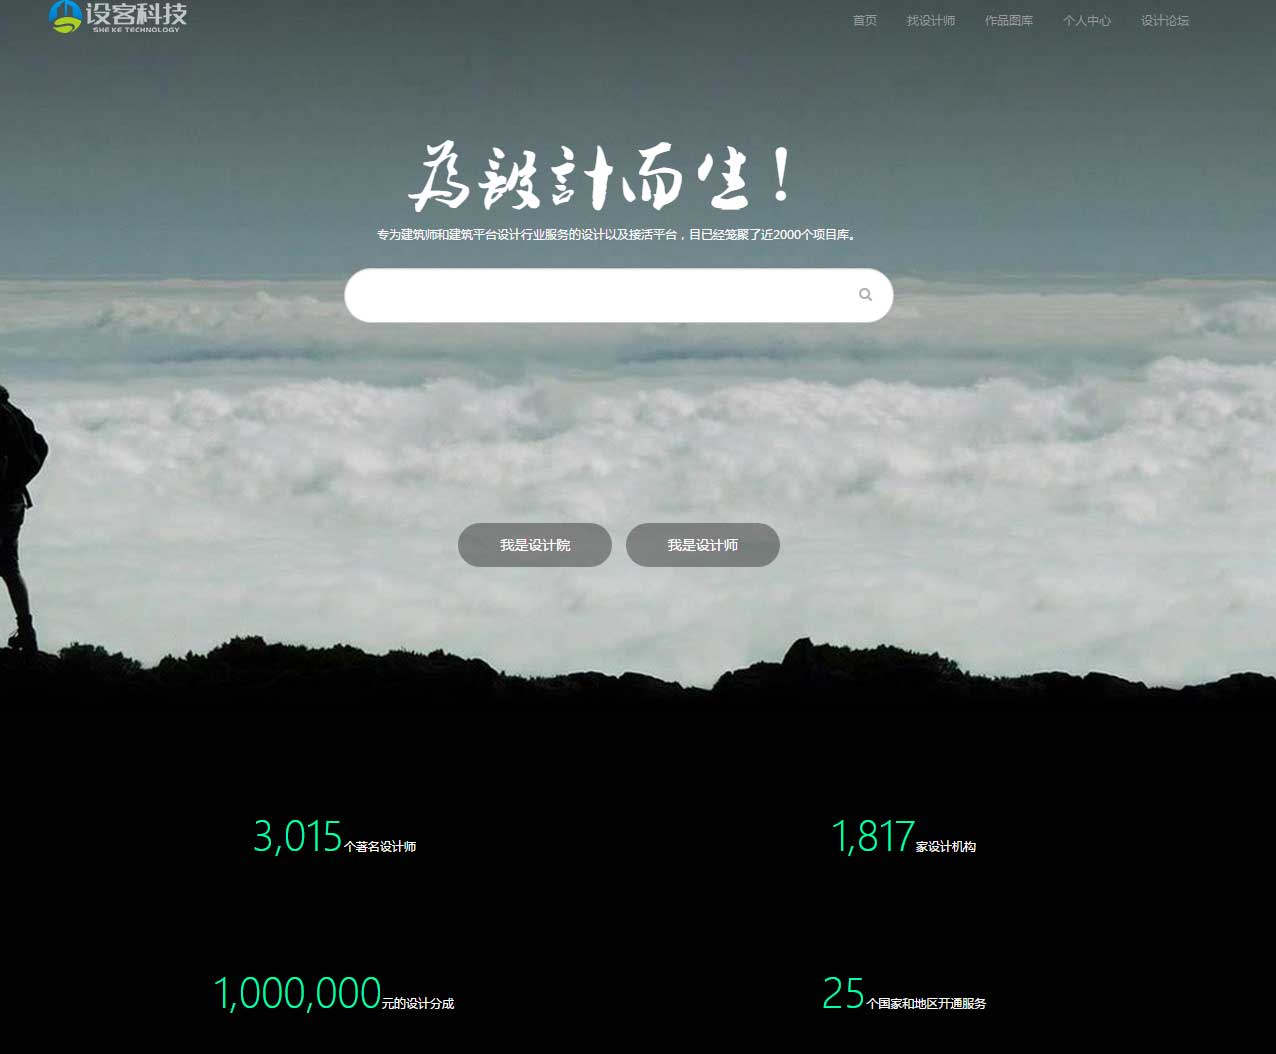 设客科技
SHE KE TECHNOLOGY
首页 找设计师 作品图库 个人中心 设计论坛
為設計而生！
专为建筑师和建筑平台设计行业服务的设计以及接活平台，目已经笼聚了近2000个项目库。
我是设计院 我是设计师
3,015个著名设计师 1,817家设计机构
1,000,000元的设计分成 25个国家和地区开通服务